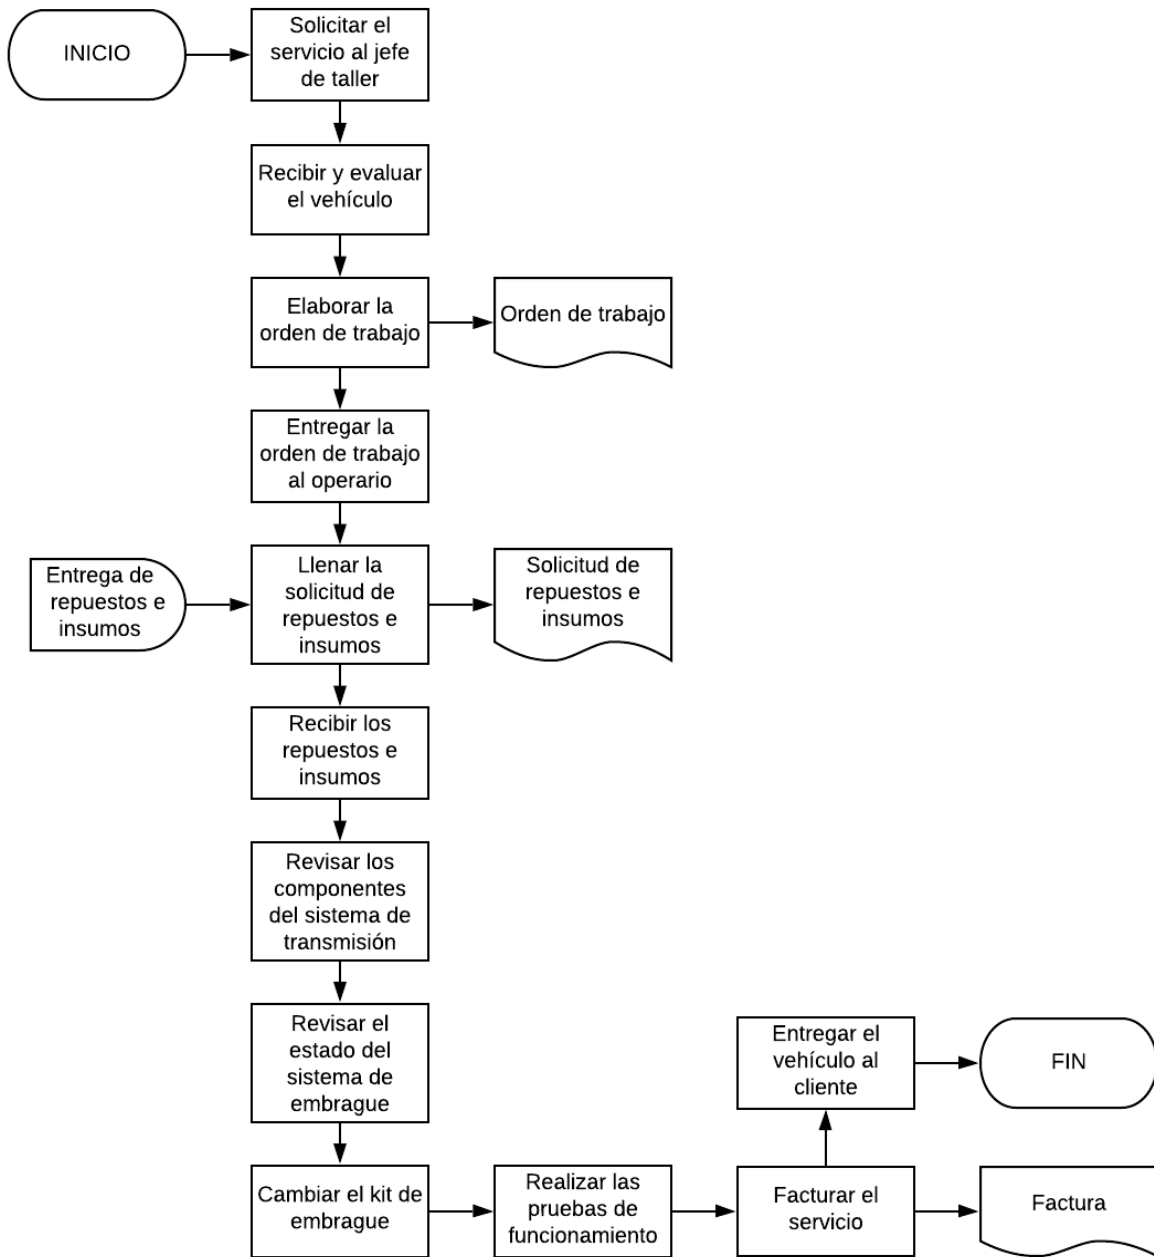 INICIO
Solicitar el
servicio al jefe
de taller
Recibir y evaluar
el vehículo
Elaborar la
orden de trabajo
Orden de trabajo
Entregar la
orden de trabajo
al operario
Entrega de
repuestos e
insumos
Llenar la
solicitud de
repuestos e
insumos
Solicitud de
repuestos e
insumos
Recibir los
repuestos e
insumos
Revisar los
componentes
del sistema de
transmisión
Revisar el
estado del
sistema de
embrague
Cambiar el kit de
embrague
Realizar las
pruebas de
funcionamiento
Facturar el
servicio
Factura
Entregar el
vehículo al
cliente
FIN